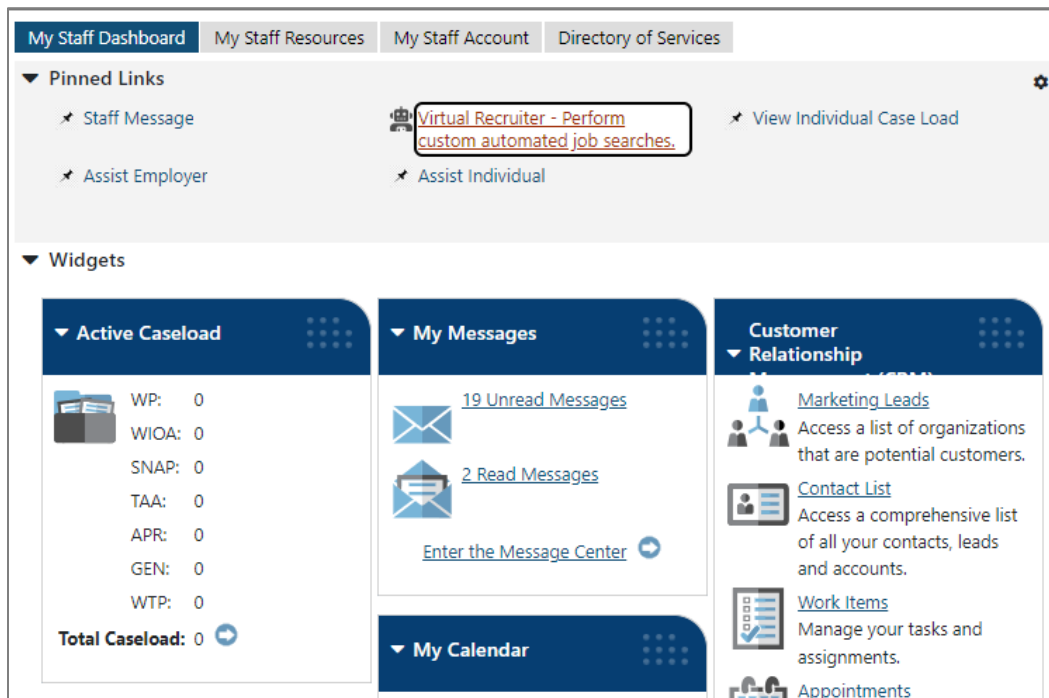 My Staff Dashboard
My Staff Resources
My Staff Account
Directory of Services
Pinned Links
Staff Message
Virtual Recruiter - Perform
custom automated job searches.
View Individual Case Load
Assist Employer
Assist Individual
Widgets
Active Caseload
WP: 0
WIOA: 0
SNAP: 0
TAA: 0
APR: 0
GEN: 0
WTP: 0
Total Caseload: 0
My Messages
19 Unread Messages
2 Read Messages
Enter the Message Center
My Calendar
Customer
Relationship
Marketing Leads
Access a list of organizations
that are potential customers.
Contact List
Access a comprehensive list
of all your contacts, leads
and accounts.
Work Items
Manage your tasks and
assignments.
Appointments